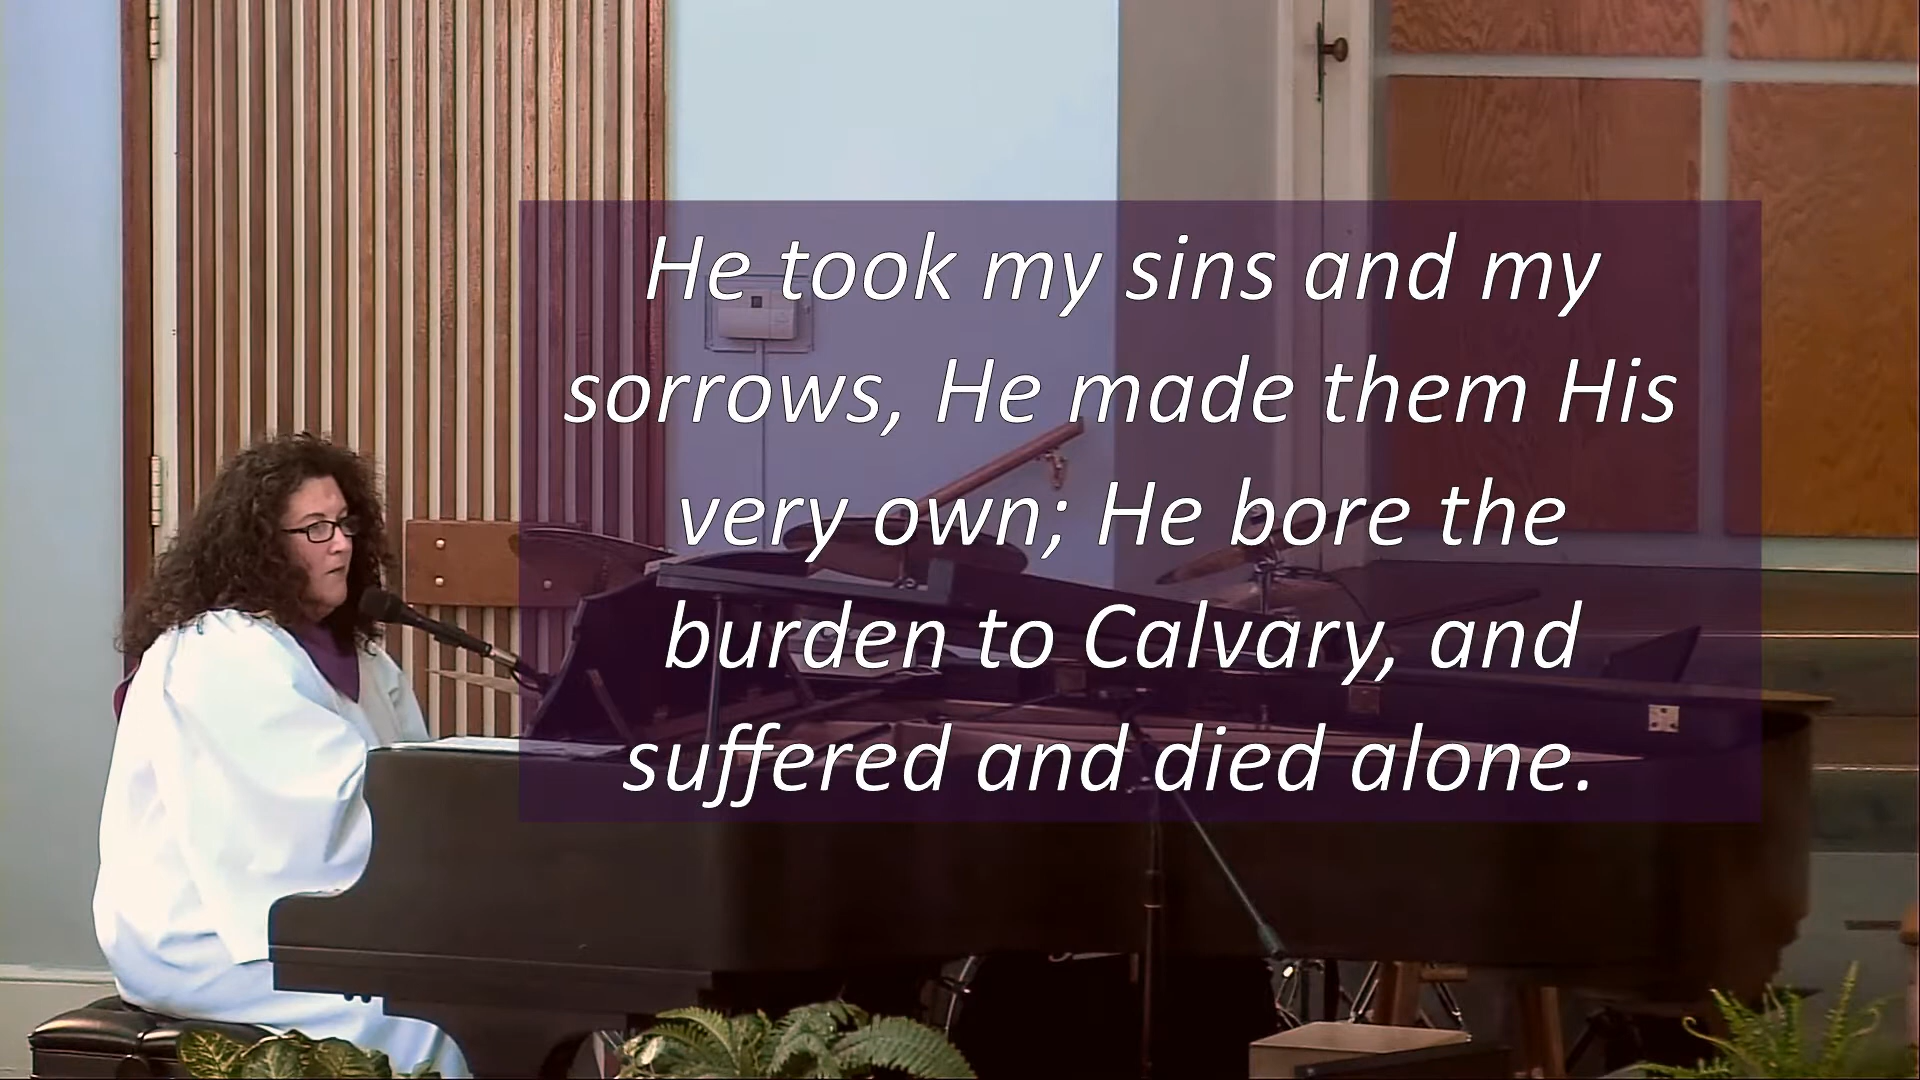 He took my sins and my
sorrows, He made them His
very own; He bore the
burden to Calvary, and
suffered and died alone.